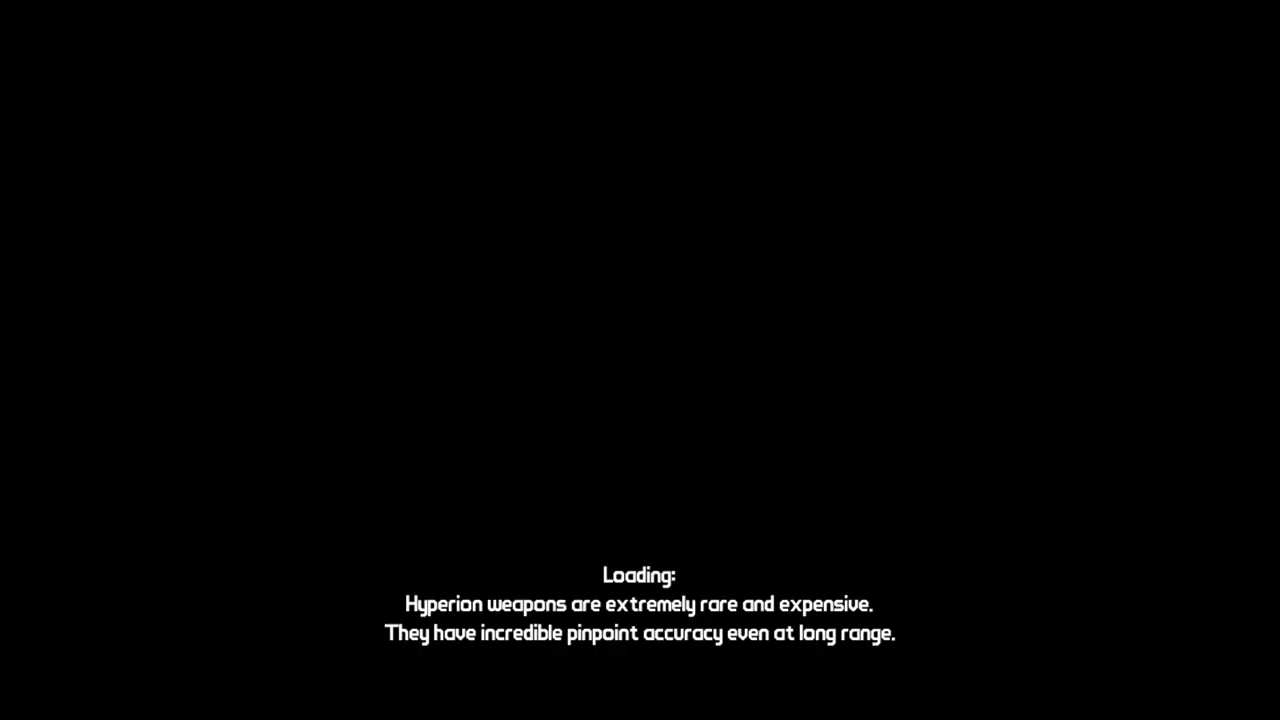 Loading:
Hyperion weapons are extremely rare and expensive.
They have incredible pinpoint accuracy even at long range.